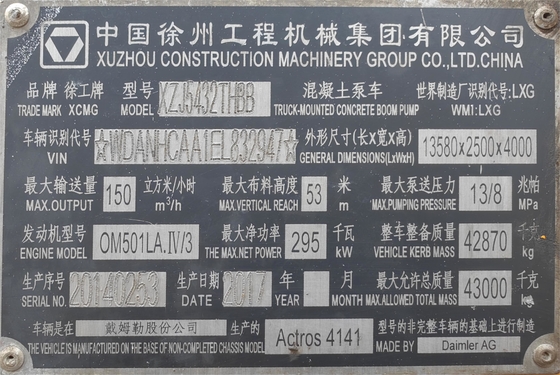 中国徐州工程机械集团有限公司
XUZHOU CONSTRUCTION MACHINERY GROUP CO.,LTD.CHINA
品牌 徐工牌 型号 XZJ5432THBB 混凝土泵车 世界制造厂识别代号:LXG
TRADE MARK XCMG MODEL TRUCK-MOUNTED CONCRETE BOOM PUMP WM1:LXG
车辆识别代号 ☆WDANHCAA1EL832947☆ 外形尺寸(长X宽X高) 13580×2500×4000
VIN GENERAL DIMENSIONS(LxWxH)
最大输送量 150 立方米/小时 最大布料高度 53 米 最大泵送压力 13/8 兆帕
MAX.OUTPUT m³/h MAX.VERTICAL REACH m MAX.PUMPING PRESSURE MPa
发动机型号 OM501LA.IV/3 最大净功率 295 千瓦 整车整备质量 42870 千克
ENGINE MODEL THE MAX.NET POWER kW VEHICLE KERB MASS kg
生产序号 20140253 生产日期 2017 年 月 最大允许总质量 43000 千克
SERIAL NO. DATE YEAR MONTH MAX.ALLOWED TOTAL MASS kg
车辆是在 戴姆勒股份公司 生产的 Actros 4141 型号的非完整车辆的基础上进行制造
THE VEHICLE IS MANUFACTURED ON THE BASE OF NON-COMPLETED CHASSIS MODEL MADE BY Daimler AG